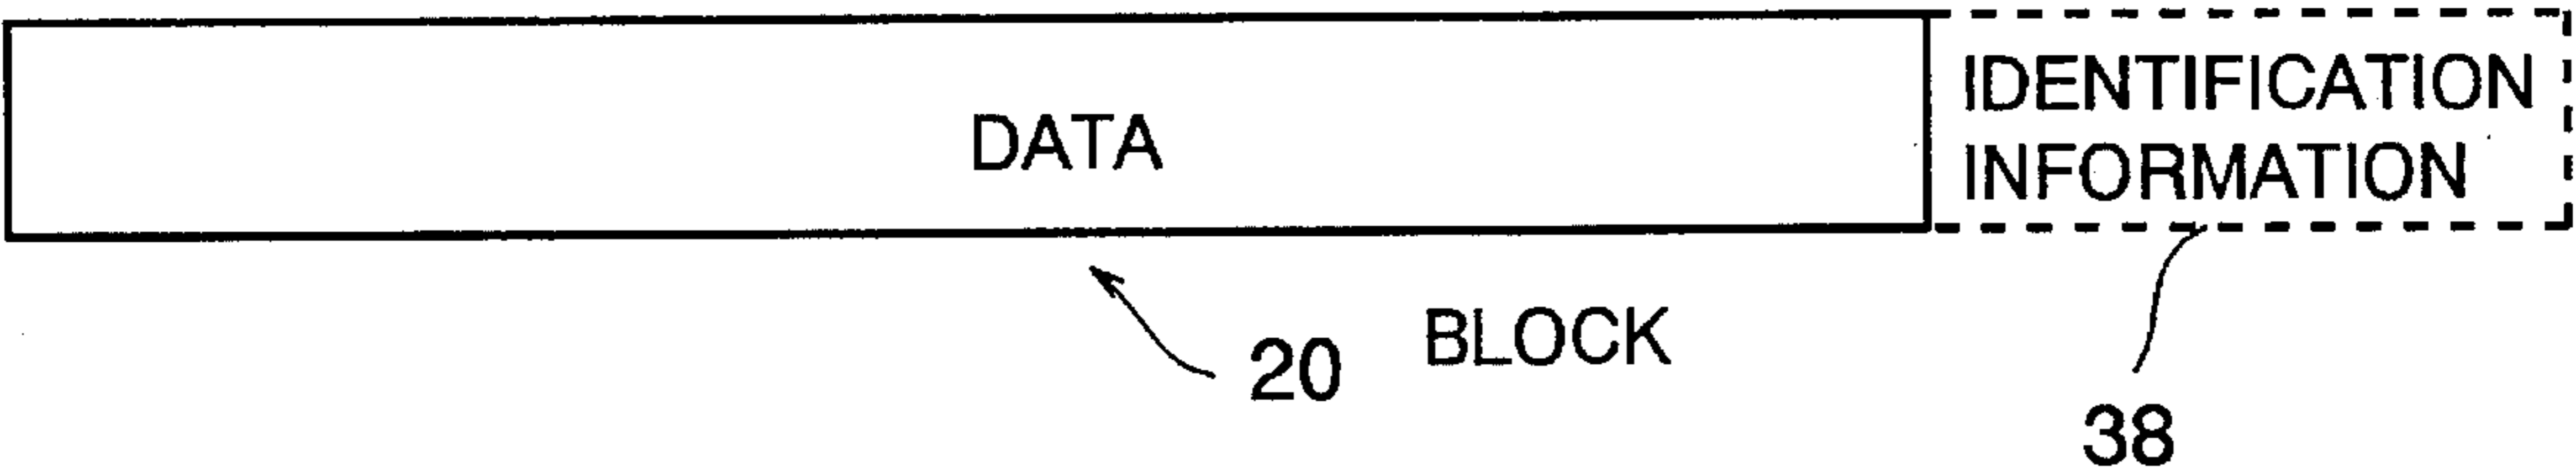 DATA
IDENTIFICATION
INFORMATION
20 BLOCK
38